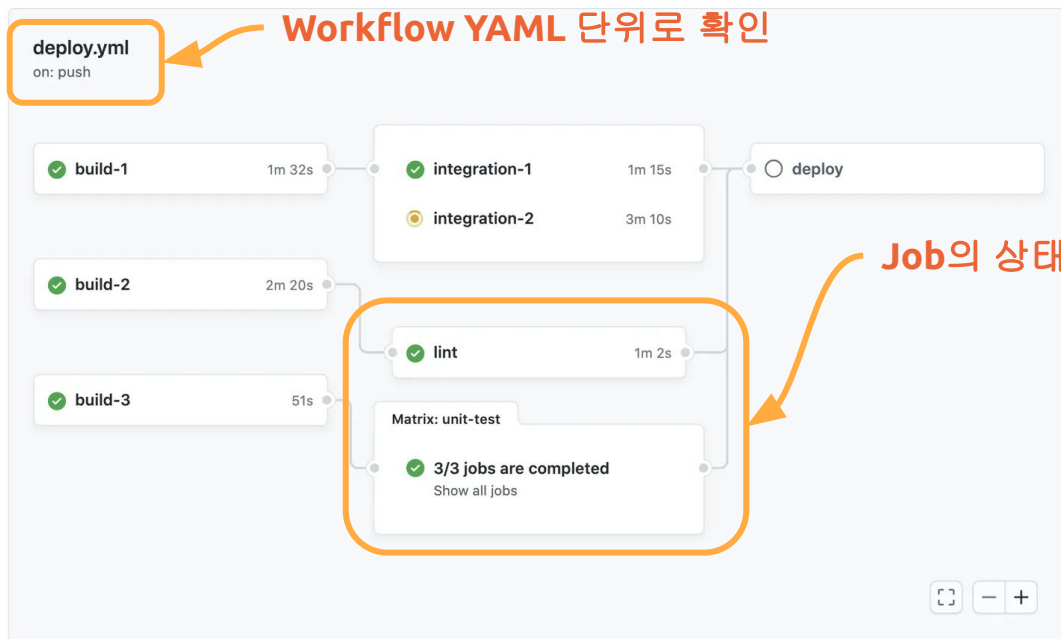 Workflow YAML 단위로 확인
deploy.yml
on: push
build-1 1m 32s
integration-1 1m 15s
deploy
integration-2 3m 10s
Job의 상태
build-2 2m 20s
lint 1m 2s
build-3 51s
Matrix: unit-test
3/3 jobs are completed
Show all jobs